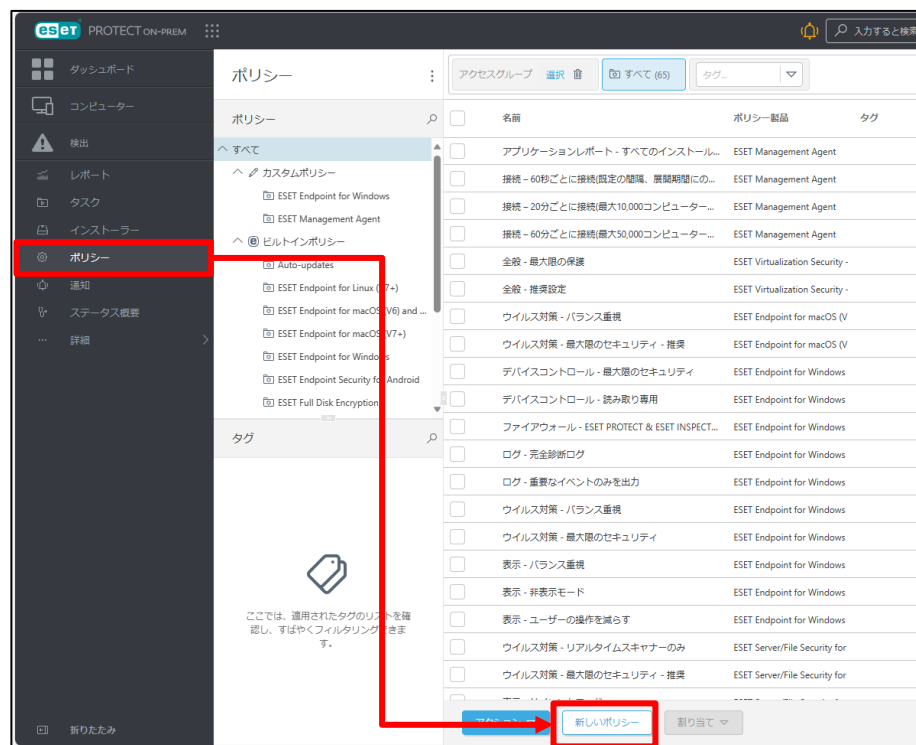 eset PROTECT ON-PREM
入力すると検索
ダッシュボード
コンピューター
検出
レポート
タスク
インストーラー
ポリシー
通知
ステータス概要
詳細
折りたたみ
ポリシー
ポリシー
すべて
カスタムポリシー
ESET Endpoint for Windows
ESET Management Agent
ビルトインポリシー
Auto-updates
ESET Endpoint for Linux (7+)
ESET Endpoint for macOS (V6) and ...
ESET Endpoint for macOS (V7+)
ESET Endpoint for Windows
ESET Endpoint Security for Android
ESET Full Disk Encryption
タグ
ここでは、適用されたタグのリストを確
認し、すばやくフィルタリングできま
す。
アクセスグループ 選択 すべて (65) タグ...
名前 ポリシー製品 タグ
アプリケーションレポート - すべてのインストール... ESET Management Agent
接続 – 60秒ごとに接続(既定の間隔、展開期間にの... ESET Management Agent
接続 – 20分ごとに接続(最大10,000コンピューター... ESET Management Agent
接続 – 60分ごとに接続(最大50,000コンピューター... ESET Management Agent
全般 - 最大限の保護 ESET Virtualization Security -
全般 - 推奨設定 ESET Virtualization Security -
ウイルス対策 - バランス重視 ESET Endpoint for macOS (V
ウイルス対策 - 最大限のセキュリティ - 推奨 ESET Endpoint for macOS (V
デバイスコントロール - 最大限のセキュリティ ESET Endpoint for Windows
デバイスコントロール - 読み取り専用 ESET Endpoint for Windows
ファイアウォール - ESET PROTECT & ESET INSPECT... ESET Endpoint for Windows
ログ - 完全診断ログ ESET Endpoint for Windows
ログ - 重要なイベントのみを出力 ESET Endpoint for Windows
ウイルス対策 - バランス重視 ESET Endpoint for Windows
ウイルス対策 - 最大限のセキュリティ ESET Endpoint for Windows
表示 - バランス重視 ESET Endpoint for Windows
表示 - 非表示モード ESET Endpoint for Windows
表示 - ユーザーの操作を減らす ESET Endpoint for Windows
ウイルス対策 - リアルタイムスキャナーのみ ESET Server/File Security for
ウイルス対策 - 最大限のセキュリティ - 推奨 ESET Server/File Security for
アクション 新しいポリシー 割り当て